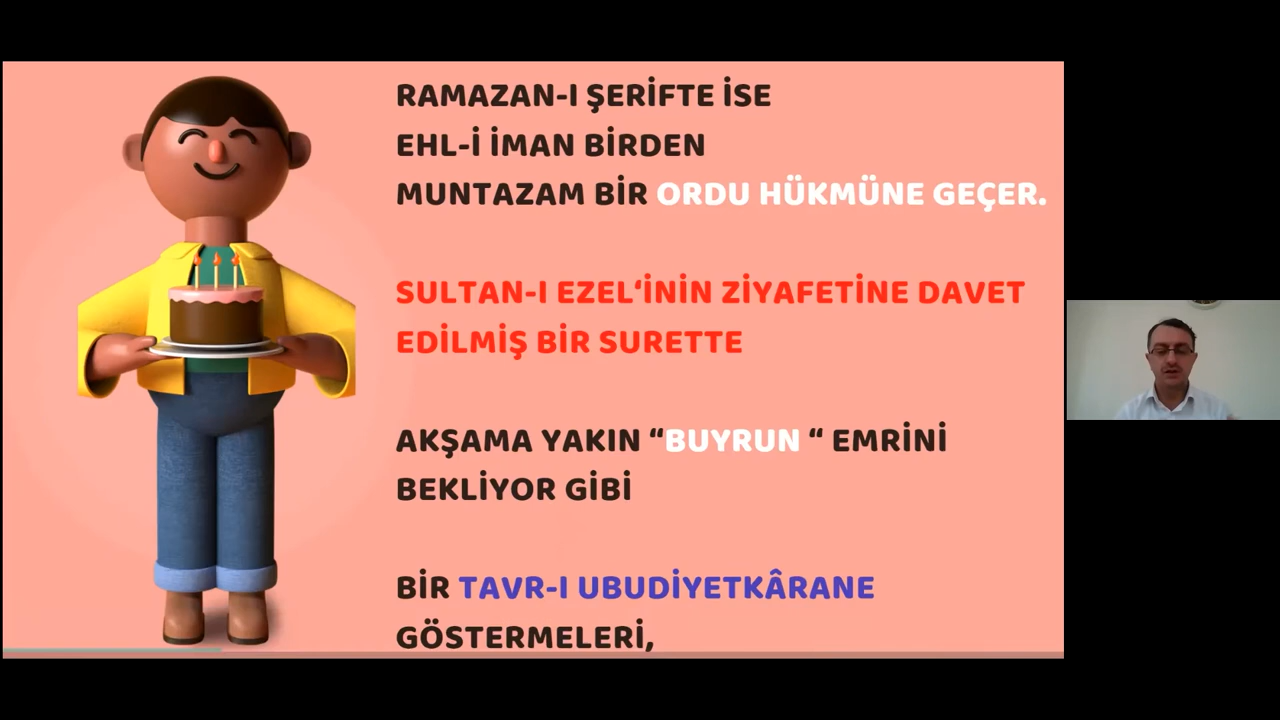 RAMAZAN-I ŞERİFTE İSE
EHL-İ İMAN BİRDEN
MUNTAZAM BİR ORDU HÜKMÜNE GEÇER.
SULTAN-I EZEL‘İNİN ZİYAFETİNE DAVET
EDİLMİŞ BİR SURETTE
AKŞAMA YAKIN “BUYRUN “ EMRİNİ
BEKLİYOR GİBİ
BİR TAVR-I UBUDİYETKÂRANE
GÖSTERMELERİ,